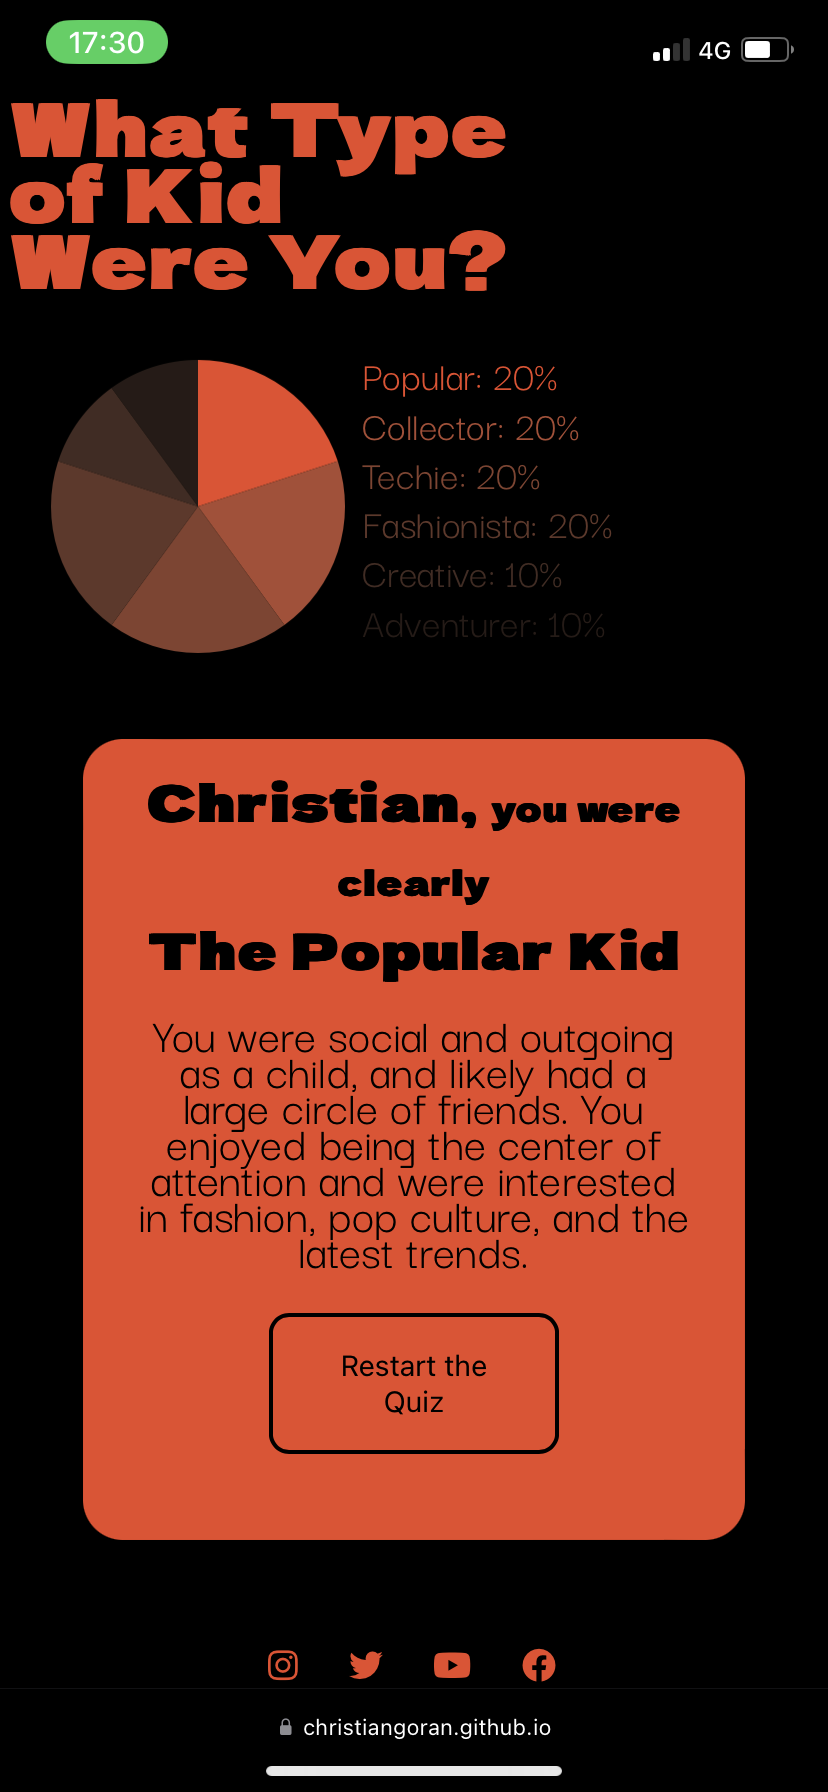 17:30
4G
What Type
of Kid
Were You?
Popular: 20%
Collector: 20%
Techie: 20%
Fashionista: 20%
Creative: 10%
Adventurer: 10%
Christian, you were
clearly
The Popular Kid
You were social and outgoing
as a child, and likely had a
large circle of friends. You
enjoyed being the center of
attention and were interested
in fashion, pop culture, and the
latest trends.
Restart the
Quiz
christiangoran.github.io